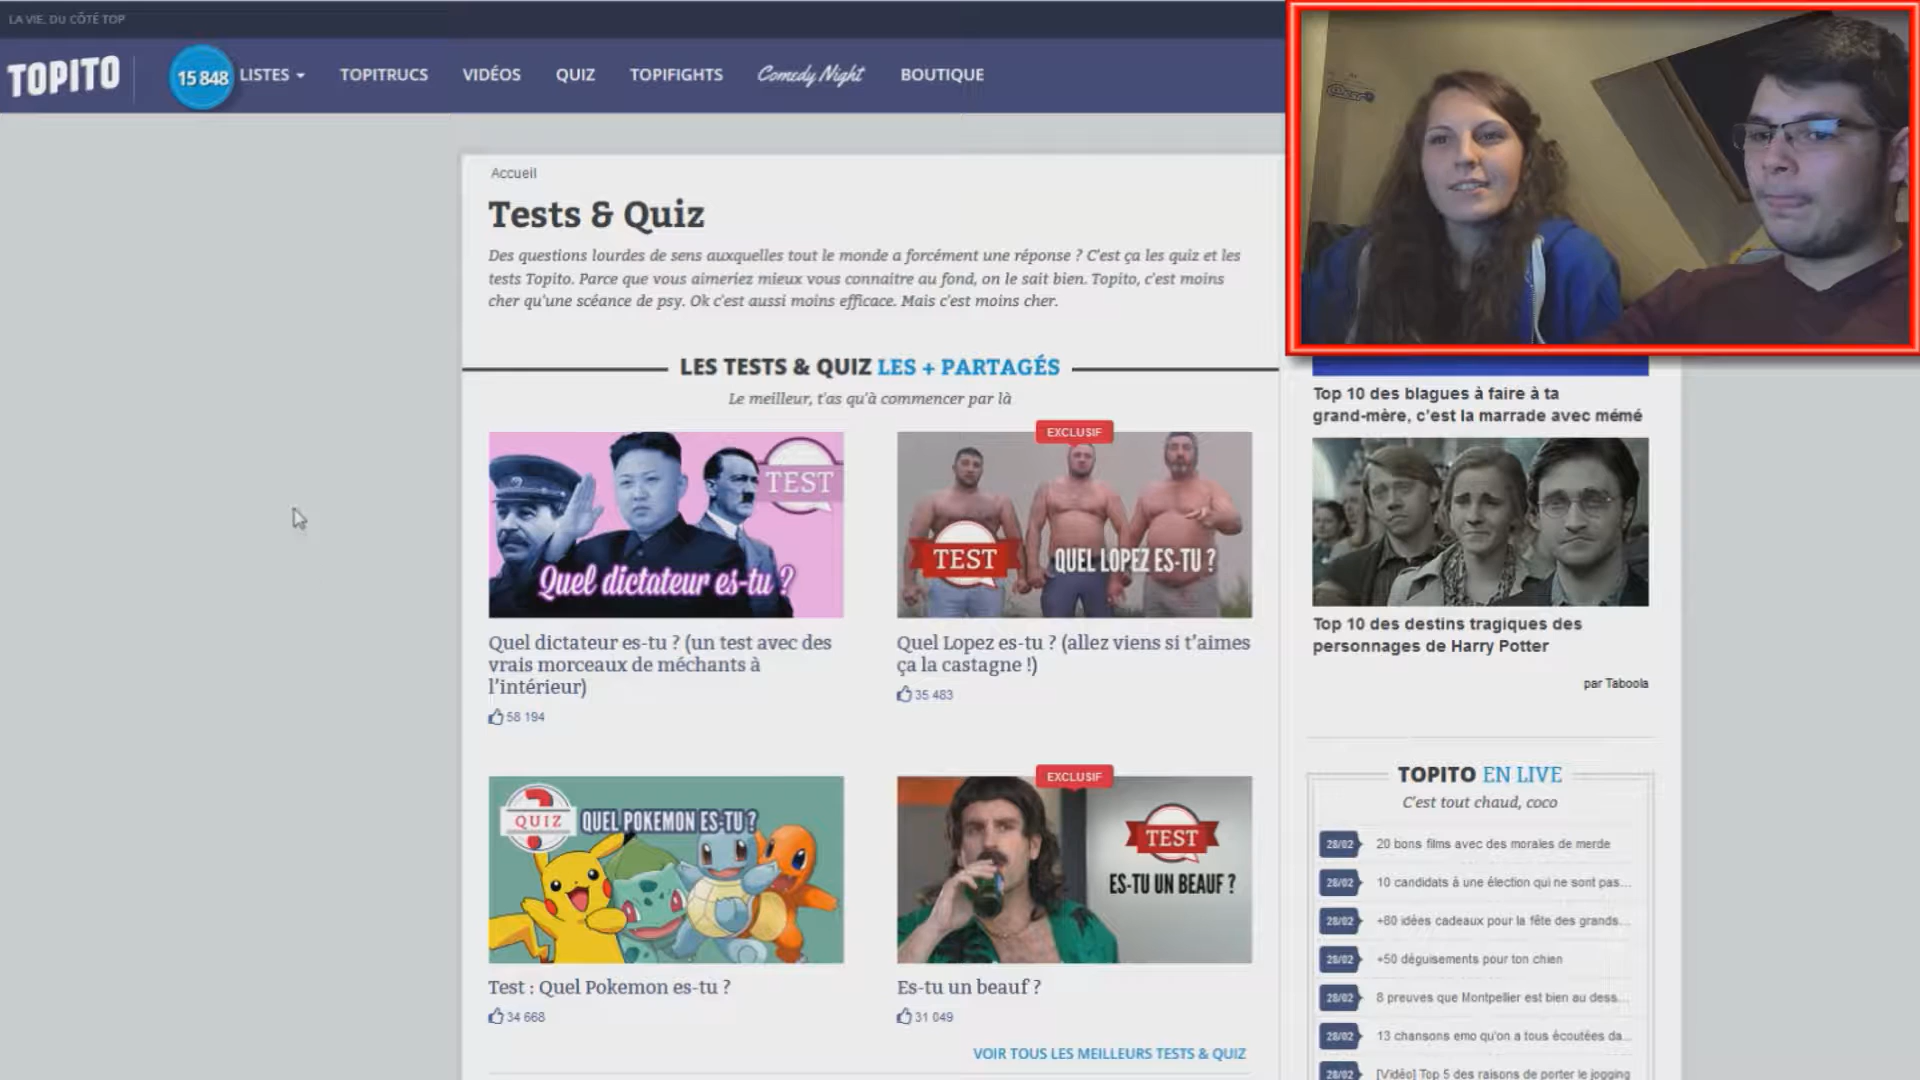 LA VIE, DU CÔTÉ TOP
TOPITO
15 848
LISTES
TOPITRUCS
VIDÉOS
QUIZ
TOPIFIGHTS
Comedy Night
BOUTIQUE
Accueil
Tests & Quiz
Des questions lourdes de sens auxquelles tout le monde a forcément une réponse ? C'est ça les quiz et les
tests Topito. Parce que vous aimeriez mieux vous connaitre au fond, on le sait bien. Topito, c'est moins
cher qu'une scéance de psy. Ok c'est aussi moins efficace. Mais c'est moins cher.
LES TESTS & QUIZ LES + PARTAGÉS
Le meilleur, t'as qu'à commencer par là
TEST
Quel dictateur es-tu ?
Quel dictateur es-tu ? (un test avec des
vrais morceaux de méchants à
l'intérieur)
58 194
EXCLUSIF
TEST
QUEL LOPEZ ES-TU ?
Quel Lopez es-tu ? (allez viens si t'aimes
ça la castagne !)
35 483
QUIZ
QUEL POKEMON ES-TU ?
Test : Quel Pokemon es-tu ?
34 668
EXCLUSIF
TEST
ES-TU UN BEAUF ?
Es-tu un beauf ?
31 049
VOIR TOUS LES MEILLEURS TESTS & QUIZ
Top 10 des blagues à faire à ta
grand-mère, c'est la marrade avec mémé
Top 10 des destins tragiques des
personnages de Harry Potter
par Taboola
TOPITO EN LIVE
C'est tout chaud, coco
28/02 20 bons films avec des morales de merde
28/02 10 candidats à une élection qui ne sont pas...
28/02 +80 idées cadeaux pour la fête des grands...
28/02 +50 déguisements pour ton chien
28/02 8 preuves que Montpellier est bien au dess...
28/02 13 chansons emo qu'on a tous écoutées da...
28/02 [Vidéo] Top 5 des raisons de porter le jogging